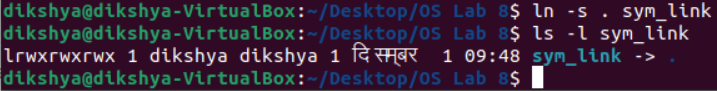 dikshya@dikshya-VirtualBox:~/Desktop/OS Lab 8$ ln -s . sym_link
dikshya@dikshya-VirtualBox:~/Desktop/OS Lab 8$ ls -l sym_link
lrwxrwxrwx 1 dikshya dikshya 1 दिसम्बर  1 09:48 sym_link -> .
dikshya@dikshya-VirtualBox:~/Desktop/OS Lab 8$